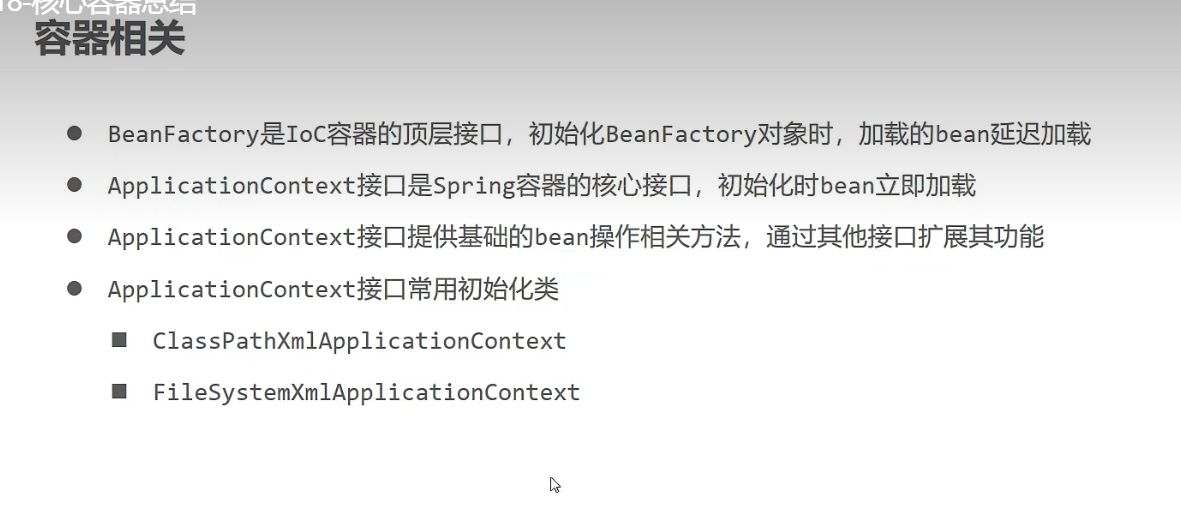 18-核心容器总结
容器相关
BeanFactory是IoC容器的顶层接口，初始化BeanFactory对象时，加载的bean延迟加载
ApplicationContext接口是Spring容器的核心接口，初始化时bean立即加载
ApplicationContext接口提供基础的bean操作相关方法，通过其他接口扩展其功能
ApplicationContext接口常用初始化类
ClassPathXmlApplicationContext
FileSystemXmlApplicationContext